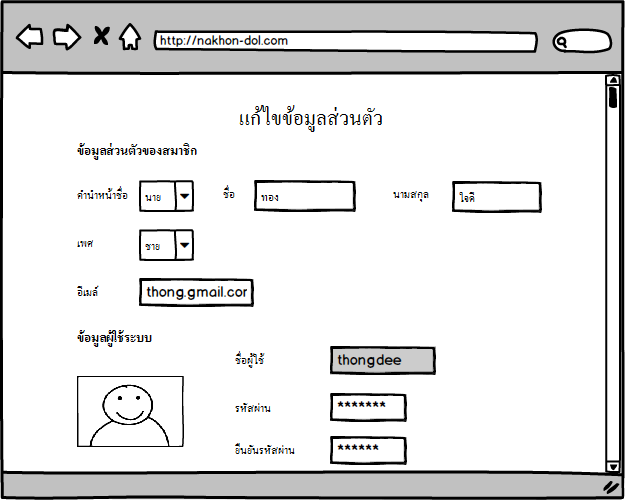 http://nakhon-dol.com
แก้ไขข้อมูลส่วนตัว
ข้อมูลส่วนตัวของสมาชิก
คำนำหน้าชื่อ นาย ชื่อ ทอง นามสกุล ใจดี
เพศ ชาย
อีเมล์ thong.gmail.cor
ข้อมูลผู้ใช้ระบบ
ชื่อผู้ใช้ thongdee
รหัสผ่าน *******
ยืนยันรหัสผ่าน ******